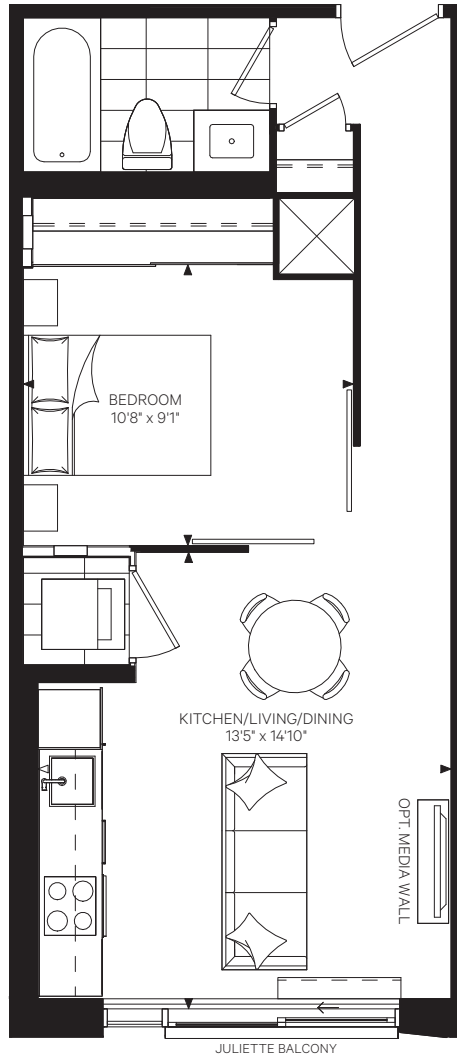 BEDROOM
10'8" x 9'1"
KITCHEN/LIVING/DINING
13'5" x 14'10"
OPT. MEDIA WALL
JULIETTE BALCONY